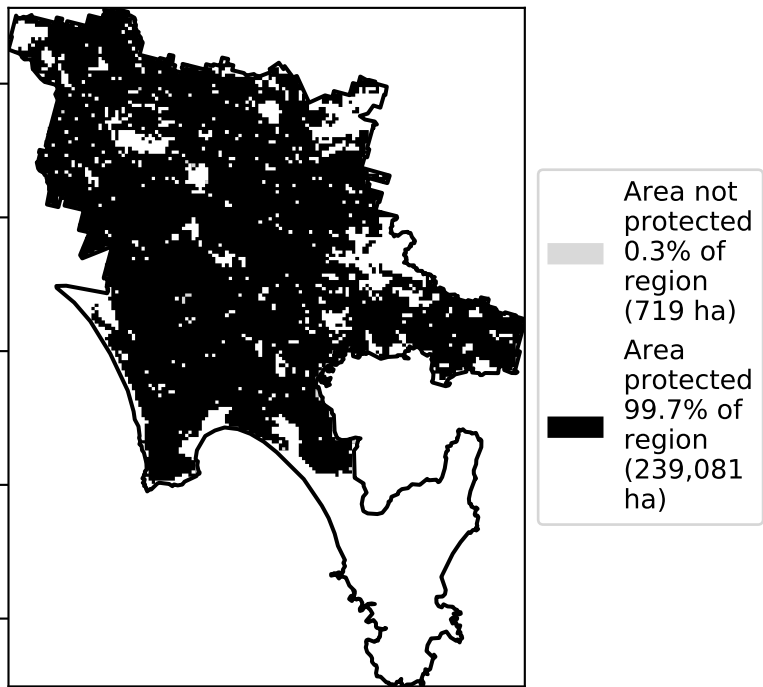 Area not
protected
0.3% of
region
(719 ha)
Area
protected
99.7% of
region
(239,081
ha)